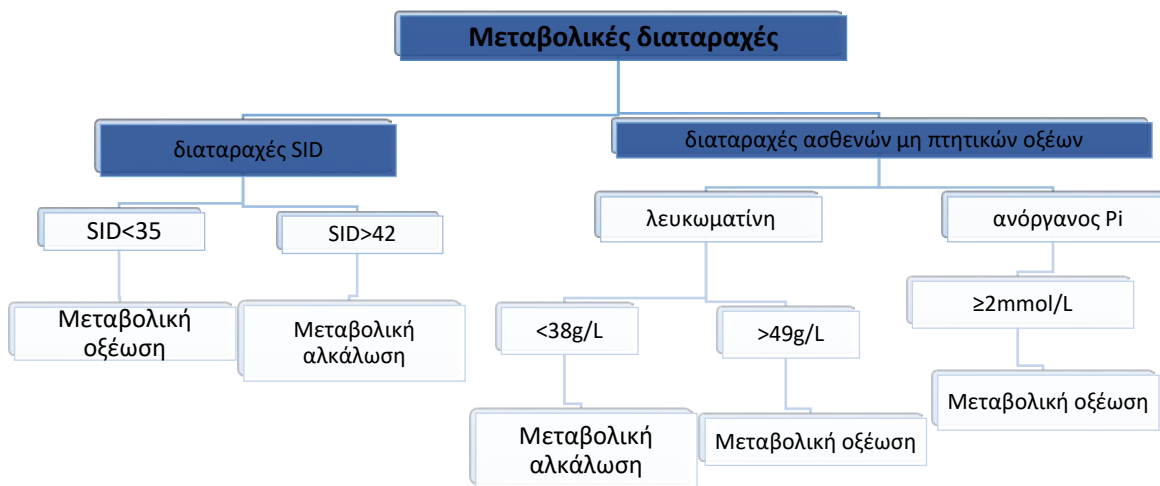 Μεταβολικές διαταραχές
διαταραχές SID
διαταραχές ασθενών μη πτητικών οξέων
SID<35
SID>42
λευκωματίνη
ανόργανος Pi
Μεταβολική
οξέωση
Μεταβολική
αλκάλωση
<38g/L
>49g/L
≥2mmol/L
Μεταβολική
αλκάλωση
Μεταβολική οξέωση
Μεταβολική οξέωση